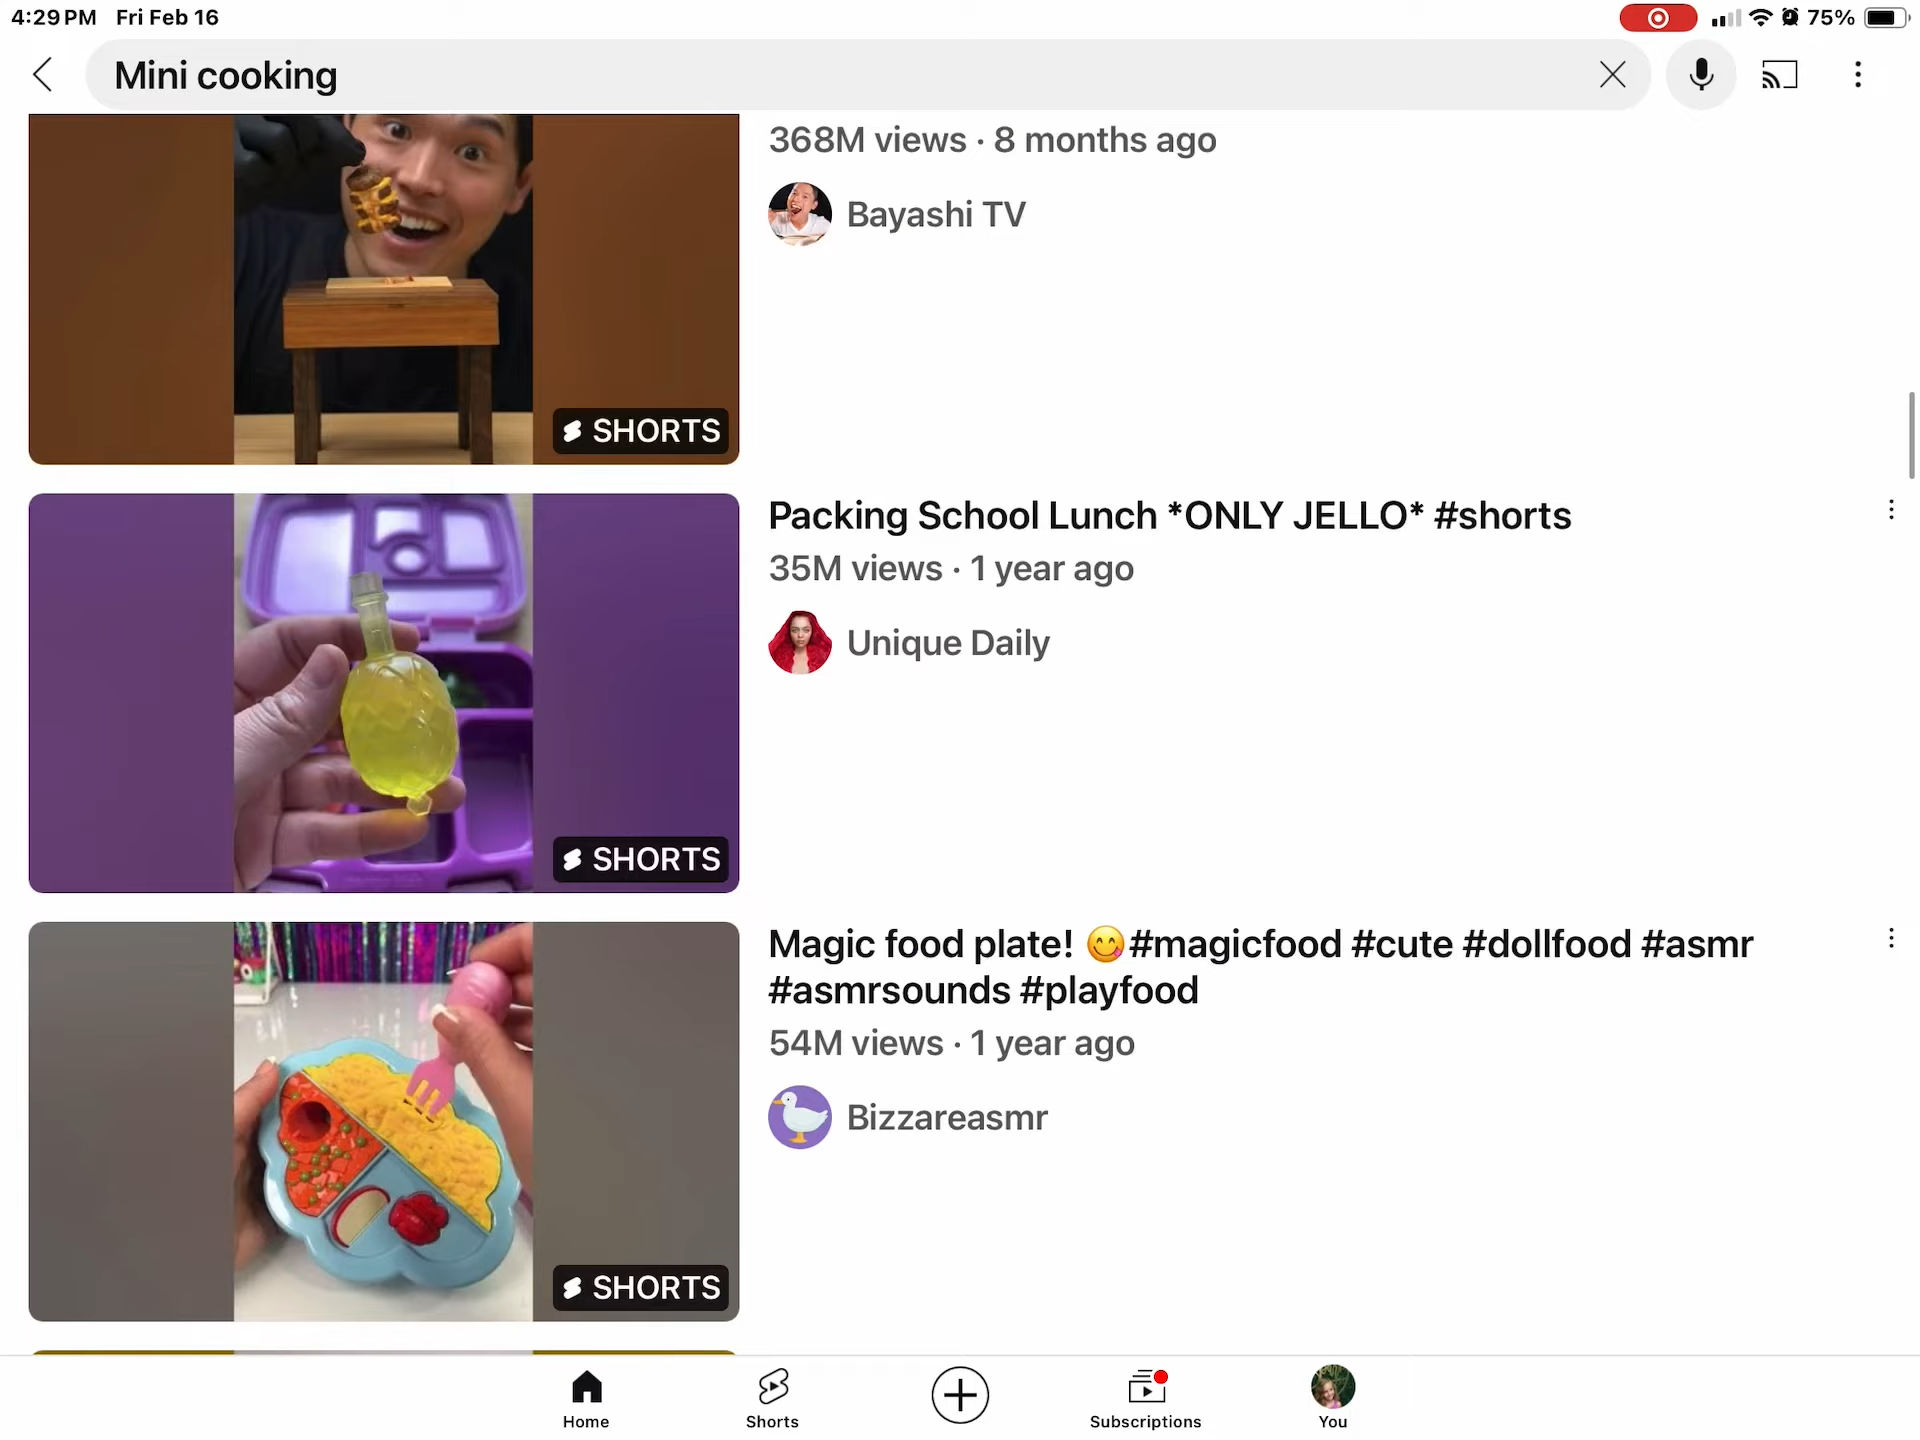 4:29 PM Fri Feb 16
75%
Mini cooking
368M views · 8 months ago
Bayashi TV
SHORTS
Packing School Lunch *ONLY JELLO* #shorts
35M views · 1 year ago
Unique Daily
SHORTS
Magic food plate! 😋#magicfood #cute #dollfood #asmr
#asmrsounds #playfood
54M views · 1 year ago
Bizzareasmr
SHORTS
Home
Shorts
Subscriptions
You